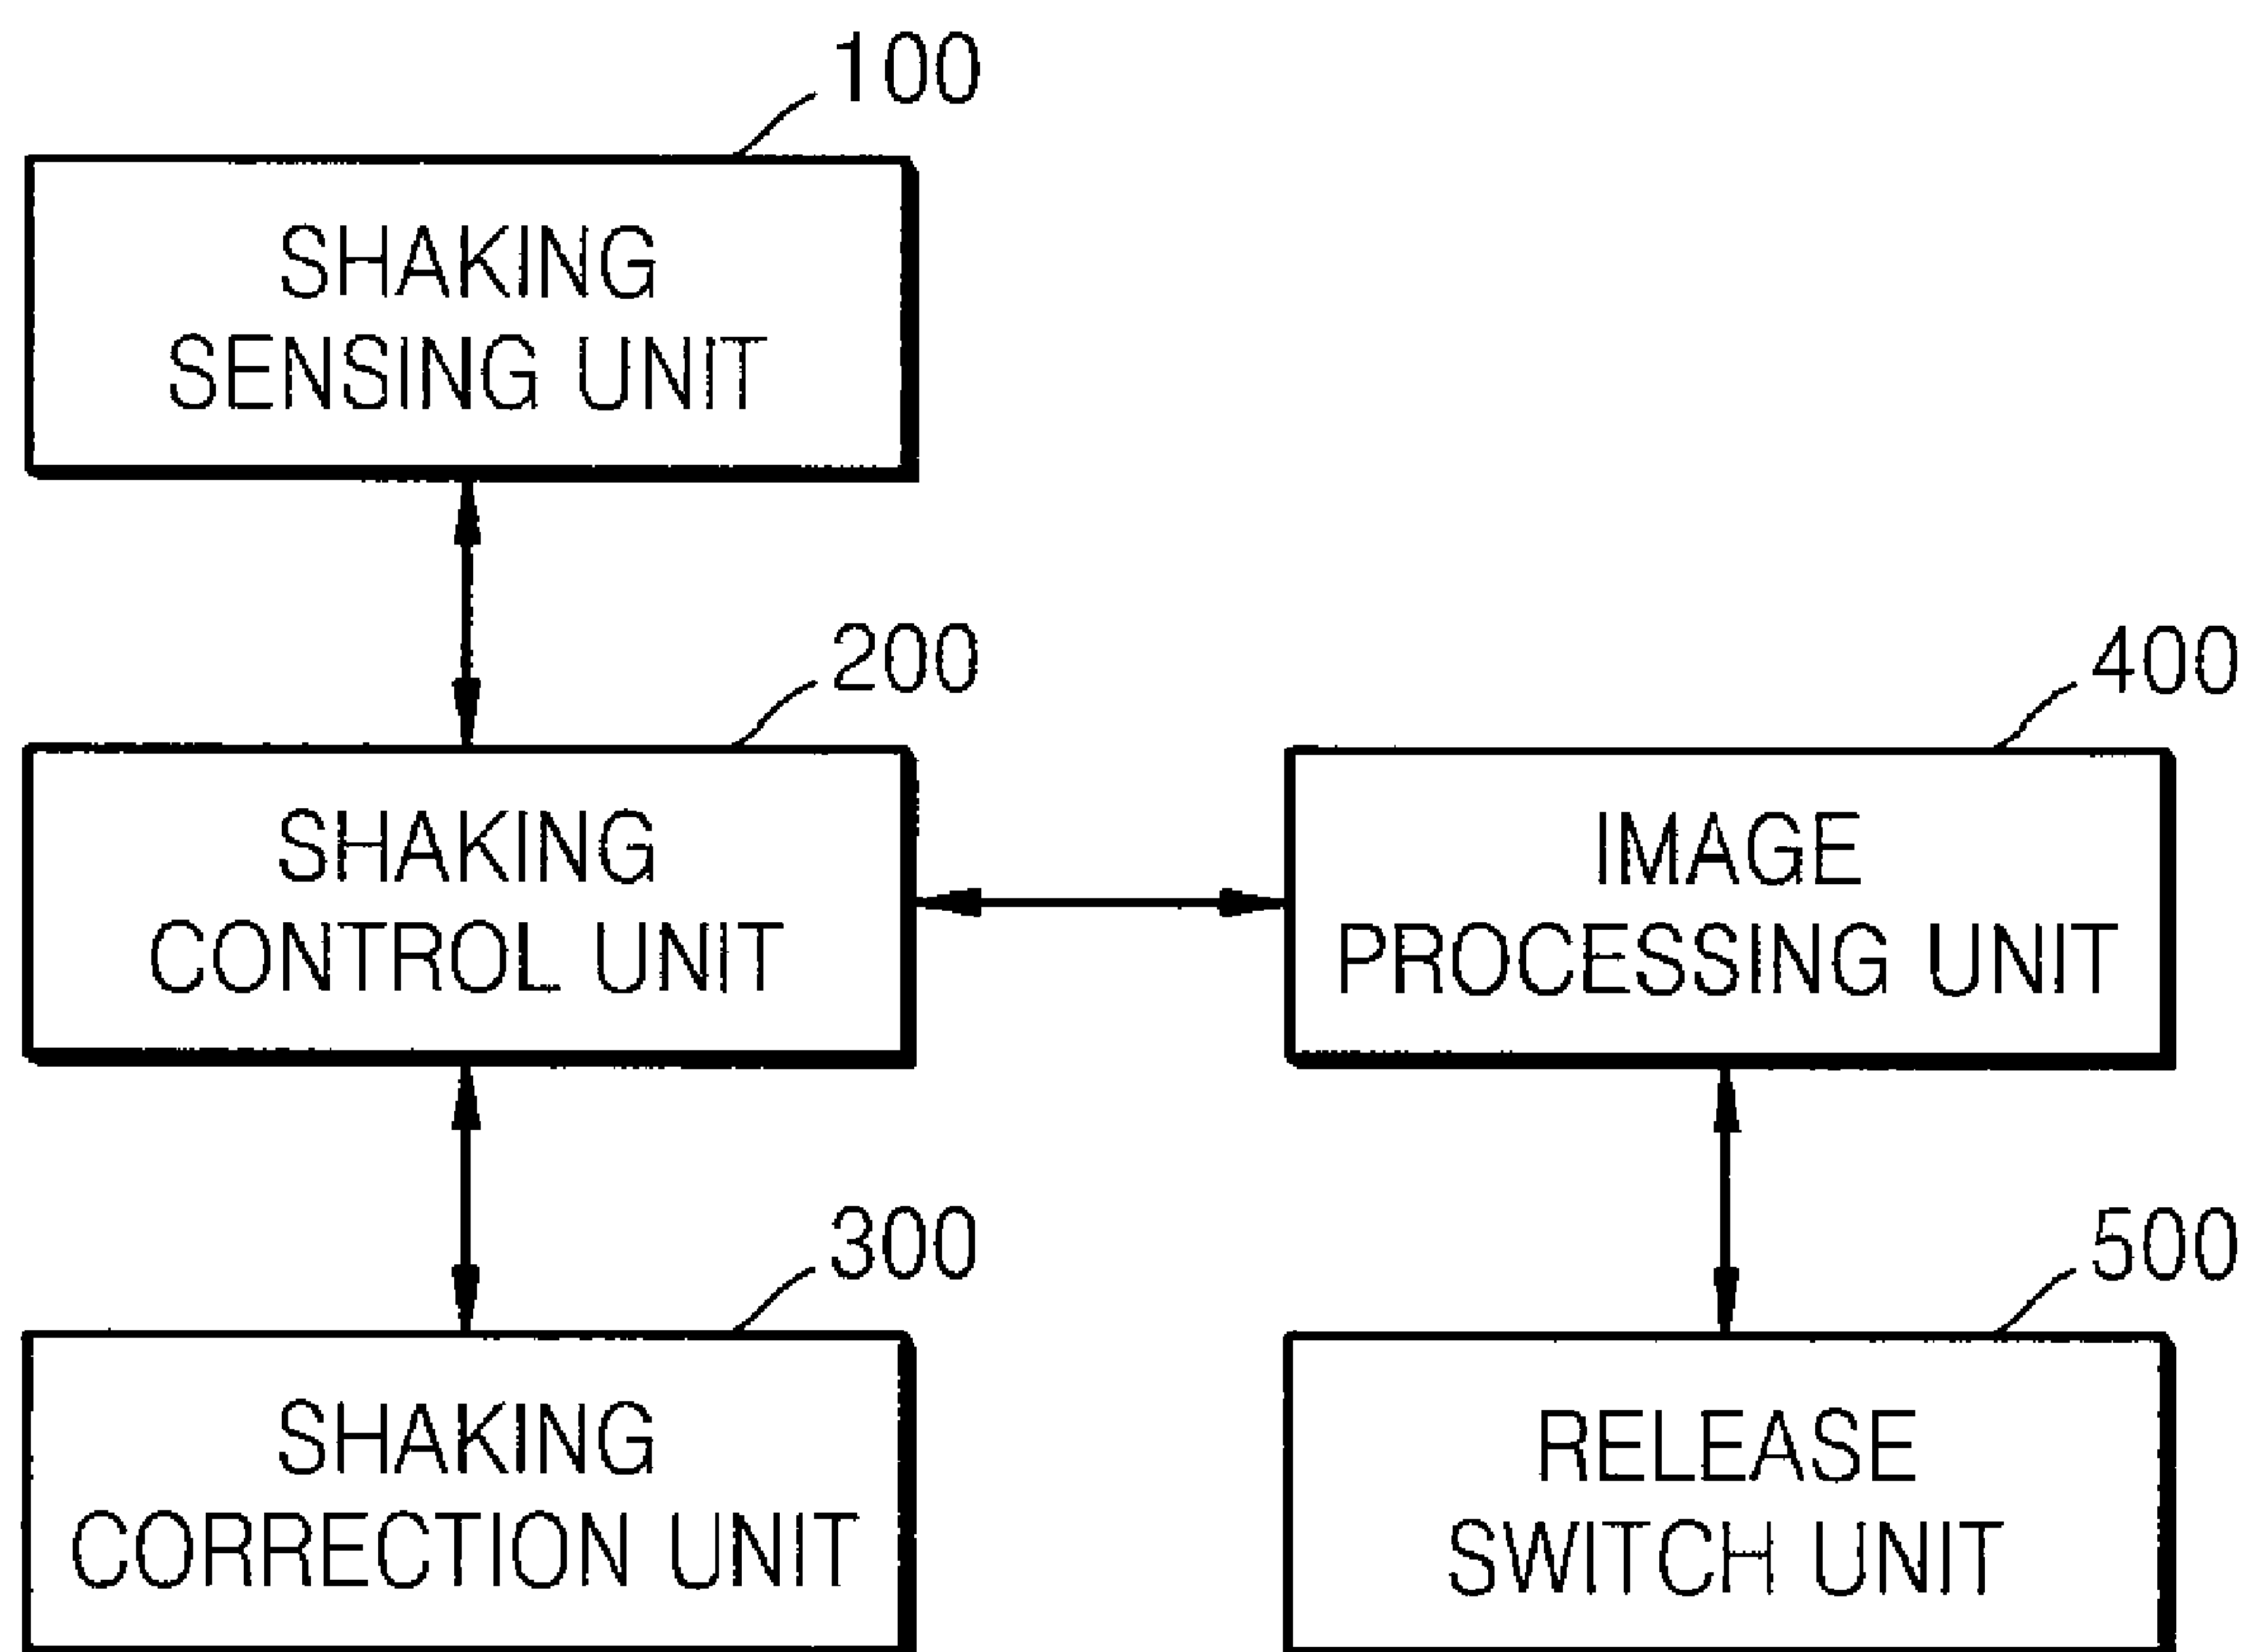 100
SHAKING
SENSING UNIT
200
SHAKING
CONTROL UNIT
400
IMAGE
PROCESSING UNIT
300
SHAKING
CORRECTION UNIT
500
RELEASE
SWITCH UNIT